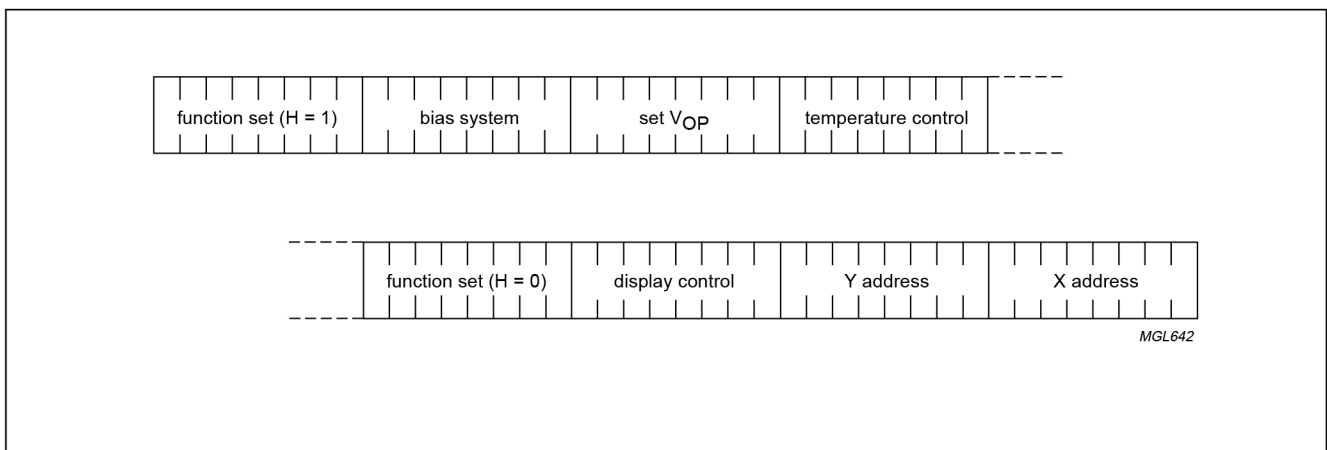 function set (H = 1) bias system set VOP temperature control
function set (H = 0) display control Y address X address
MGL642